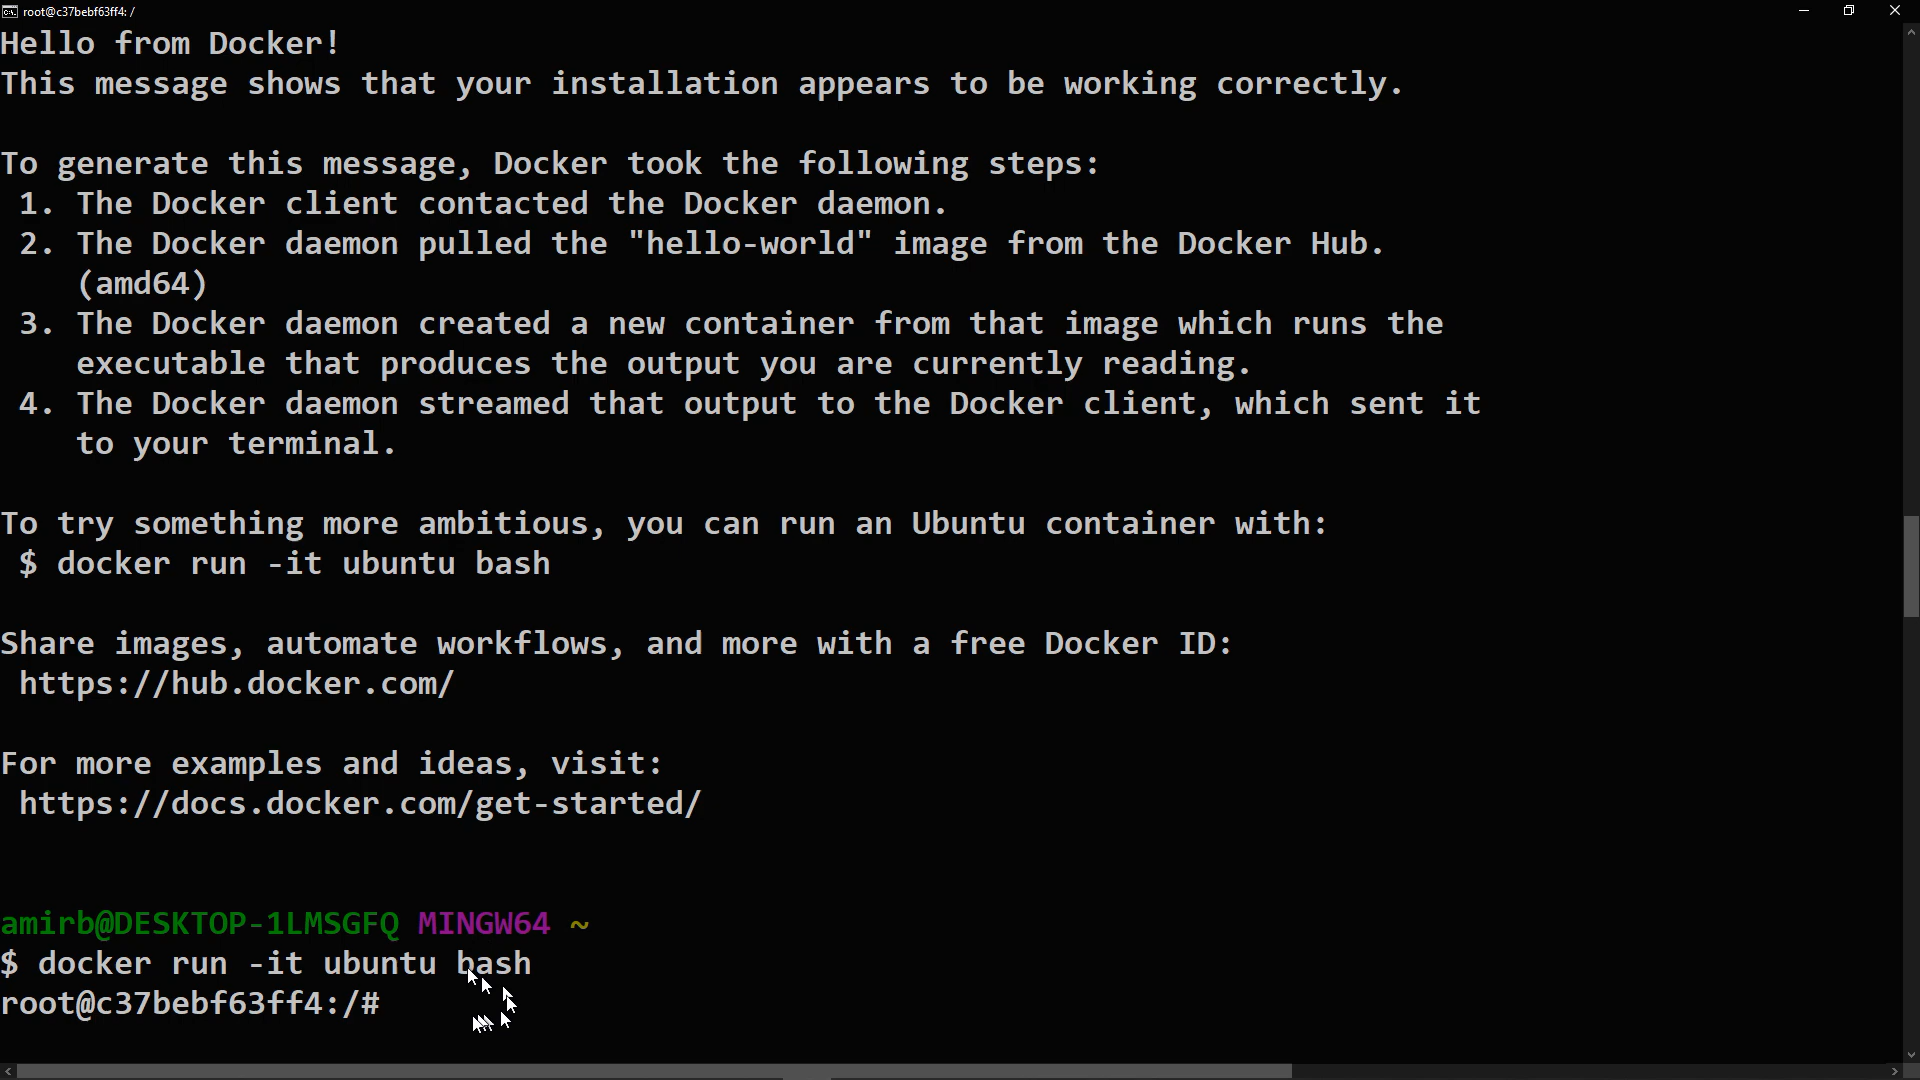 root@c37bebf63ff4: /
Hello from Docker!
This message shows that your installation appears to be working correctly.
To generate this message, Docker took the following steps:
1. The Docker client contacted the Docker daemon.
2. The Docker daemon pulled the "hello-world" image from the Docker Hub.
(amd64)
3. The Docker daemon created a new container from that image which runs the
executable that produces the output you are currently reading.
4. The Docker daemon streamed that output to the Docker client, which sent it
to your terminal.
To try something more ambitious, you can run an Ubuntu container with:
$ docker run -it ubuntu bash
Share images, automate workflows, and more with a free Docker ID:
https://hub.docker.com/
For more examples and ideas, visit:
https://docs.docker.com/get-started/
amirb@DESKTOP-1LMSGFQ MINGW64 ~
$ docker run -it ubuntu bash
root@c37bebf63ff4:/#